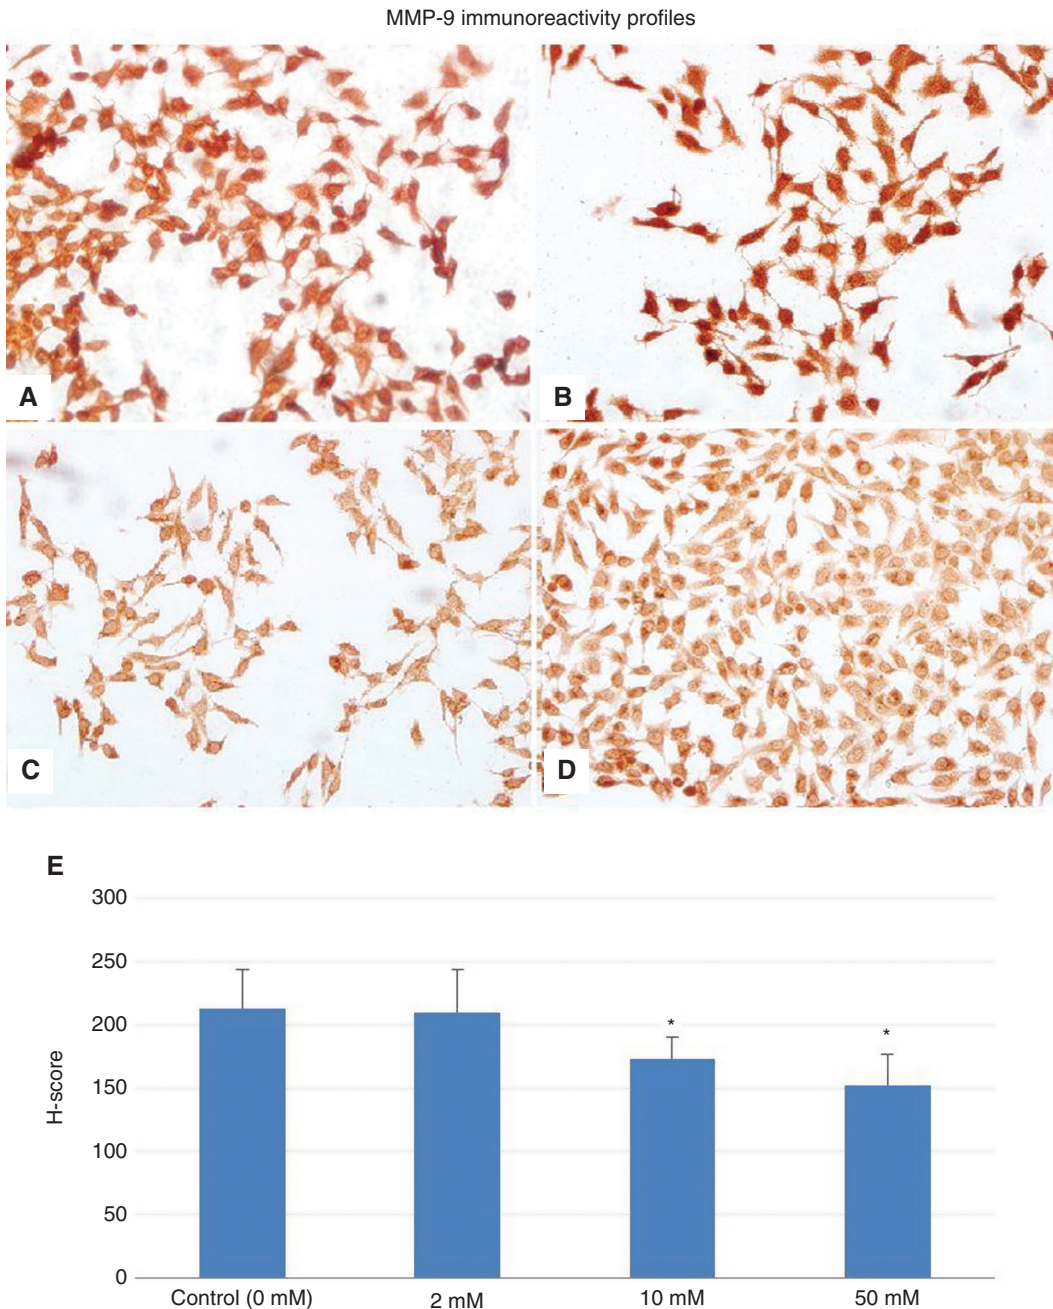 MMP-9 immunoreactivity profiles
A
B
C
D
E
300
250
200
150
100
50
0
H-score
*
*
Control (0 mM)
2 mM
10 mM
50 mM